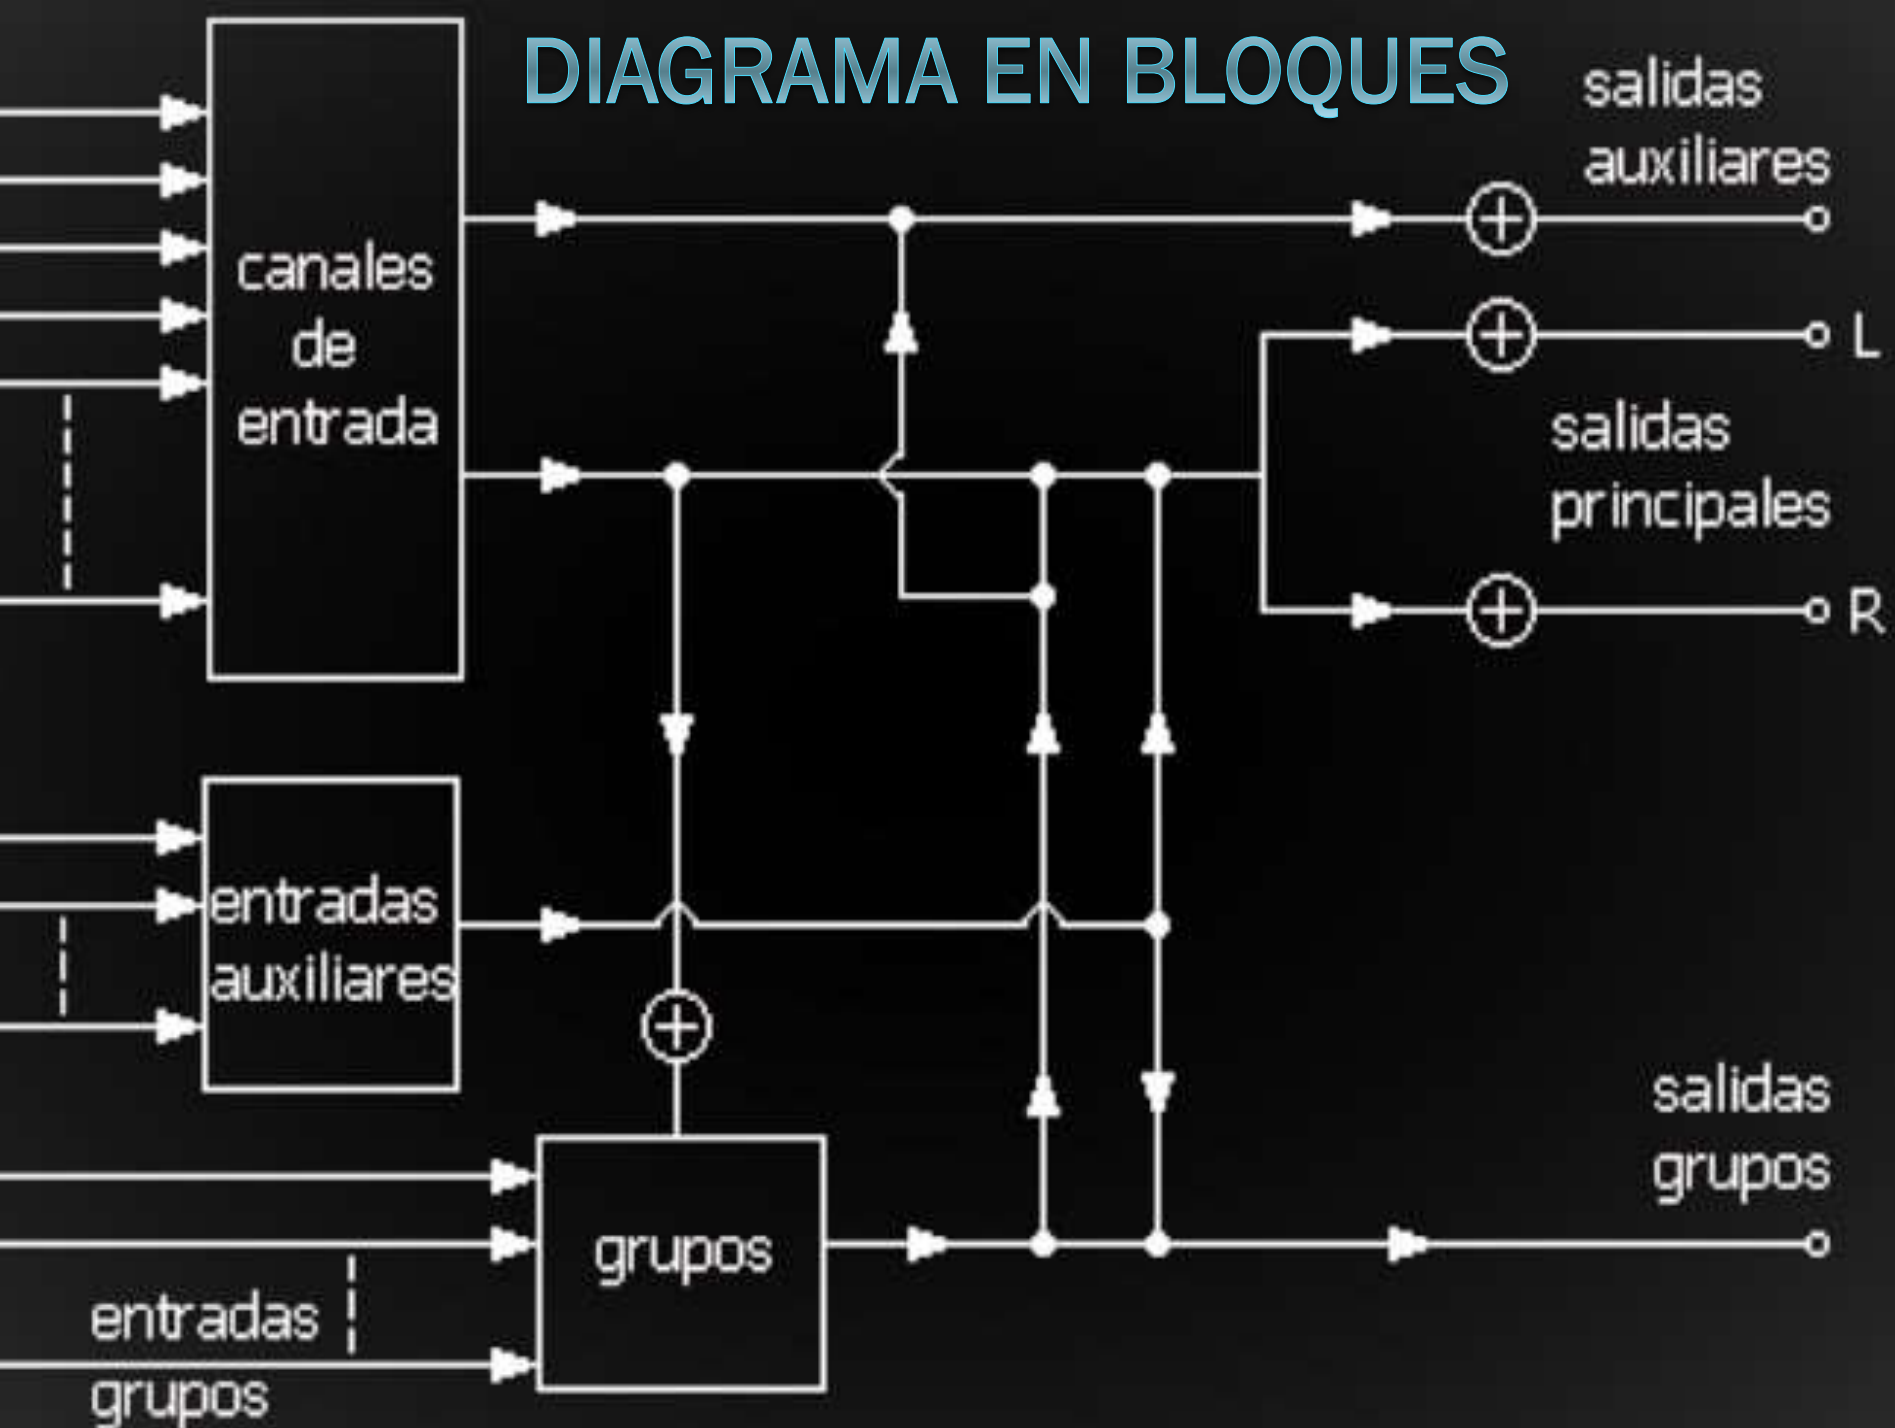 DIAGRAMA EN BLOQUES
salidas
auxiliares
canales
de
entrada
L
salidas
principales
R
entradas
auxiliares
salidas
grupos
grupos
entradas
grupos